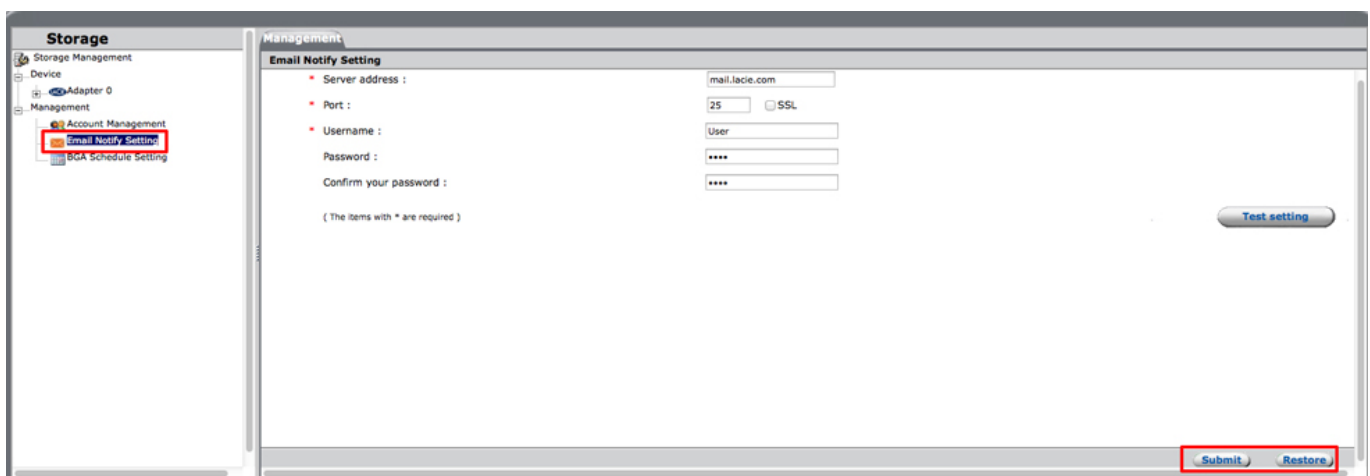 Storage
Storage Management
Device
Adapter 0
Management
Account Management
Email Notify Setting
BGA Schedule Setting
Management
Email Notify Setting
* Server address : mail.lacie.com
* Port : 25 SSL
* Username : User
Password : ••••
Confirm your password : ••••
( The items with * are required )
Test setting
Submit Restore